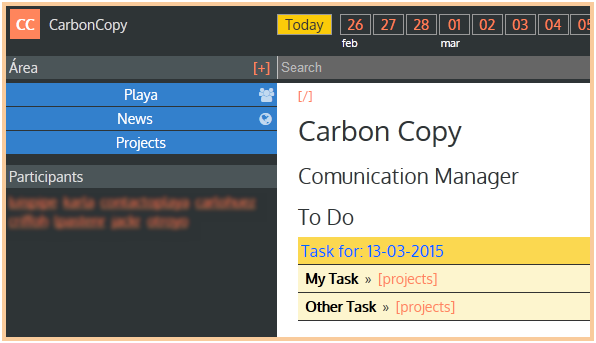 CC CarbonCopy Today 26 27 28 01 02 03 04 05
feb mar
Área [+] Search
Playa
News
Projects
Participants
[/]
Carbon Copy
Comunication Manager
To Do
Task for: 13-03-2015
My Task » [projects]
Other Task » [projects]